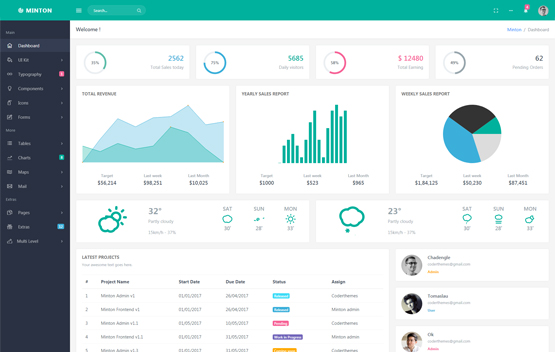 MINTON
Search...
Main
Dashboard
UI Kit
Typography
Components
Icons
Forms
More
Tables
Charts
Maps
Mail
Extras
Pages
Extras
Multi Level
Welcome !
Minton / Dashboard
35%
2562
Total Sales today
75%
5685
Daily visitors
58%
$ 12480
Total Earning
49%
62
Pending Orders
TOTAL REVENUE
Target
Last week
Last Month
$56,214
$98,251
$10,025
YEARLY SALES REPORT
Target
Last week
Last Month
$1000
$523
$965
WEEKLY SALES REPORT
Target
Last week
Last Month
$1,84,125
$50,230
$87,451
32°
Partly cloudy
15km/h - 37%
SAT
SUN
MON
30°
28°
33°
23°
Partly cloudy
15km/h - 37%
SAT
SUN
MON
30°
28°
33°
LATEST PROJECTS
Your awesome text goes here.
# Project Name Start Date Due Date Status Assign
1 Minton Admin v1 01/01/2017 26/04/2017 Released Coderthemes
2 Minton Frontend v1 01/01/2017 26/04/2017 Released Minton admin
3 Minton Admin v1.1 01/05/2017 10/05/2017 Pending Coderthemes
4 Minton Frontend v1.1 01/01/2017 31/05/2017 Work in Progress Minton admin
5 Minton Admin v1.3 01/01/2017 31/05/2017 Coderthemes
Chadengle
coderthemes@gmail.com
Admin
Tomaslau
coderthemes@gmail.com
User
Ok
coderthemes@gmail.com
Admin